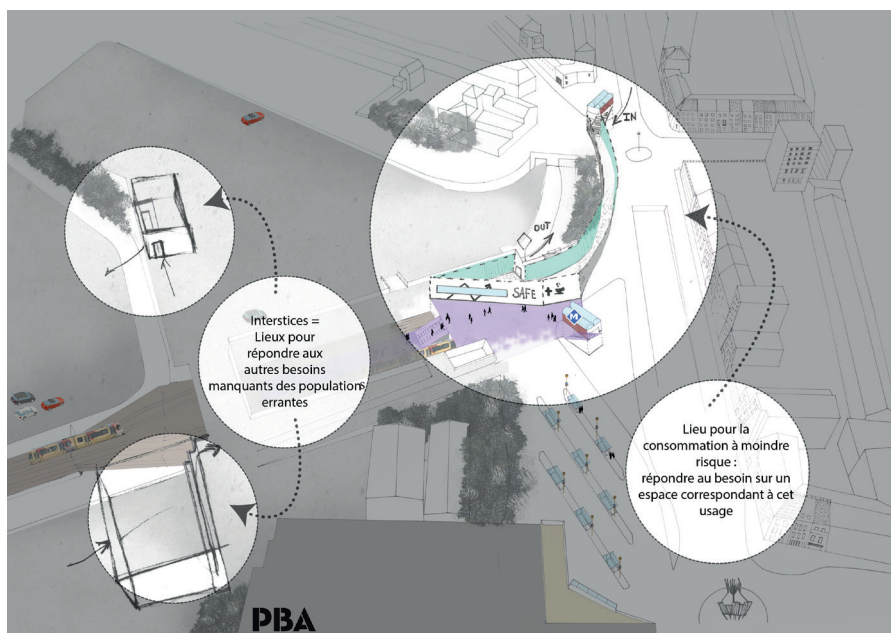 IN
OUT
SAFE
M
Interstices =
Lieux pour
répondre aux
autres besoins
manquants des populations
errantes
Lieu pour la
consommation à moindre
risque :
répondre au besoin sur un
espace correspondant à cet
usage
PBA